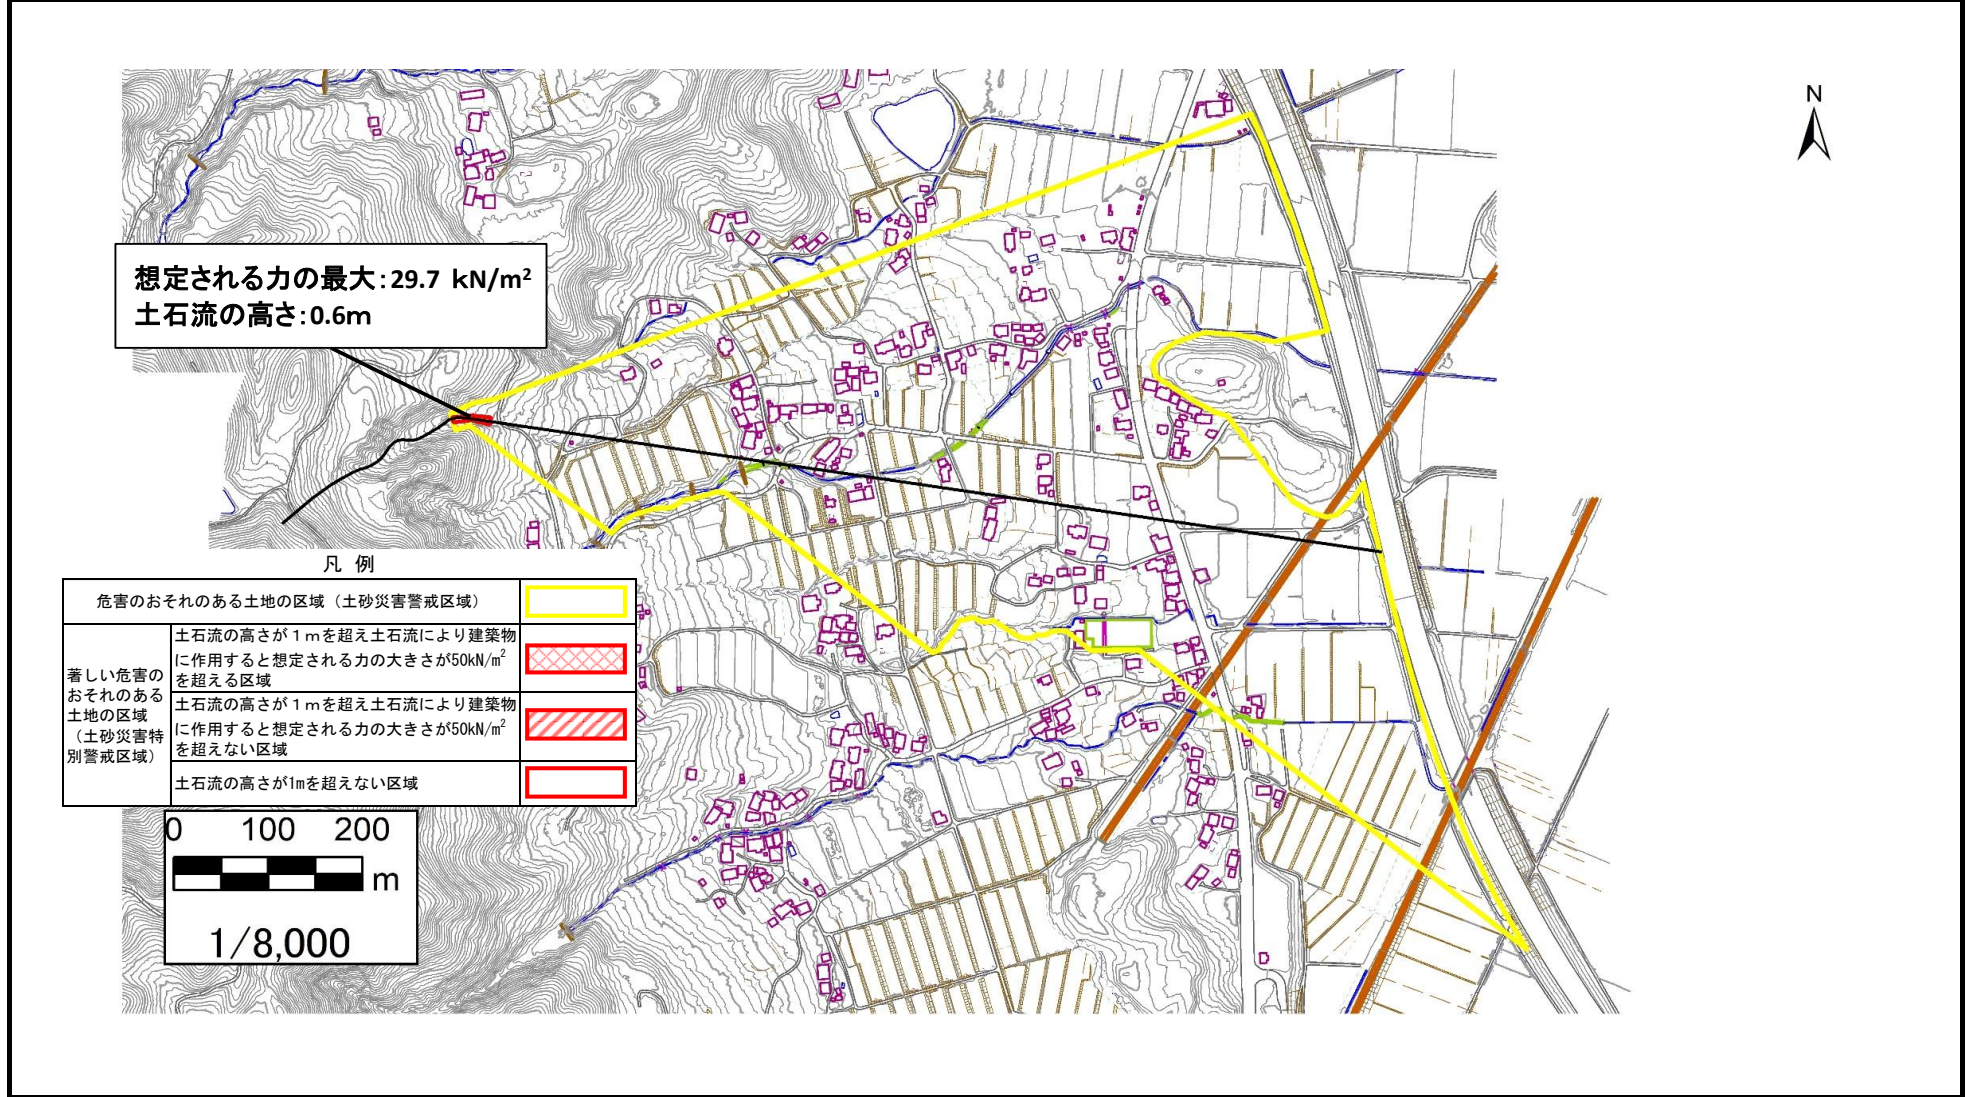 N
想定される力の最大:29.7 kN/m²
土石流の高さ:0.6m
凡 例
危害のおそれのある土地の区域（土砂災害警戒区域）
著しい危害の
おそれのある
土地の区域
（土砂災害特
別警戒区域）
土石流の高さが１ｍを超え土石流により建築物
に作用すると想定される力の大きさが50kN/㎡
を超える区域
土石流の高さが１ｍを超え土石流により建築物
に作用すると想定される力の大きさが50kN/㎡
を超えない区域
土石流の高さが1mを超えない区域
0 100 200
m
1/8,000